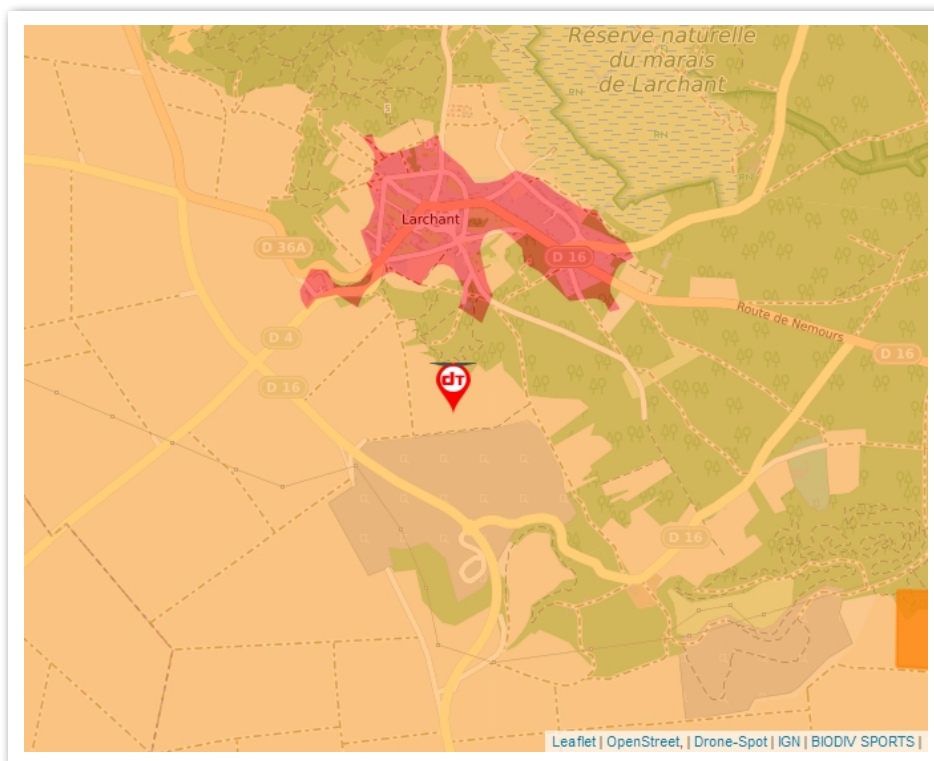 Réserve naturelle
du marais
de Larchant
RN
RN
RN
S
Larchant
D 36A
D 16
Route de Nemours
D 4
D 16
D 16
dT
D 16
Leaflet | OpenStreet, | Drone-Spot | IGN | BIODIV SPORTS |